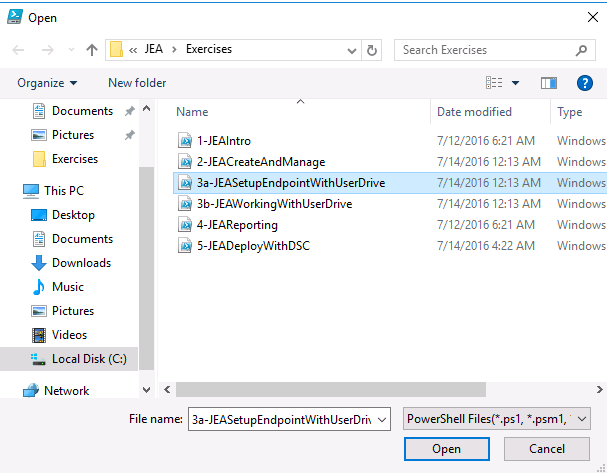 Open
« JEA > Exercises
Search Exercises
Organize
New folder
?
Documents
Pictures
Exercises
This PC
Desktop
Documents
Downloads
Music
Pictures
Videos
Local Disk (C:)
Network
Name Date modified Type
1-JEAIntro 7/12/2016 6:21 AM Windows
2-JEACreateAndManage 7/14/2016 12:13 AM Windows
3a-JEASetupEndpointWithUserDrive 7/14/2016 12:13 AM Windows
3b-JEAWorkingWithUserDrive 7/14/2016 12:13 AM Windows
4-JEAReporting 7/12/2016 6:21 AM Windows
5-JEADeployWithDSC 7/14/2016 4:22 AM Windows
File name: 3a-JEASetupEndpointWithUserDriv
PowerShell Files(*.ps1, *.psm1,
Open
Cancel